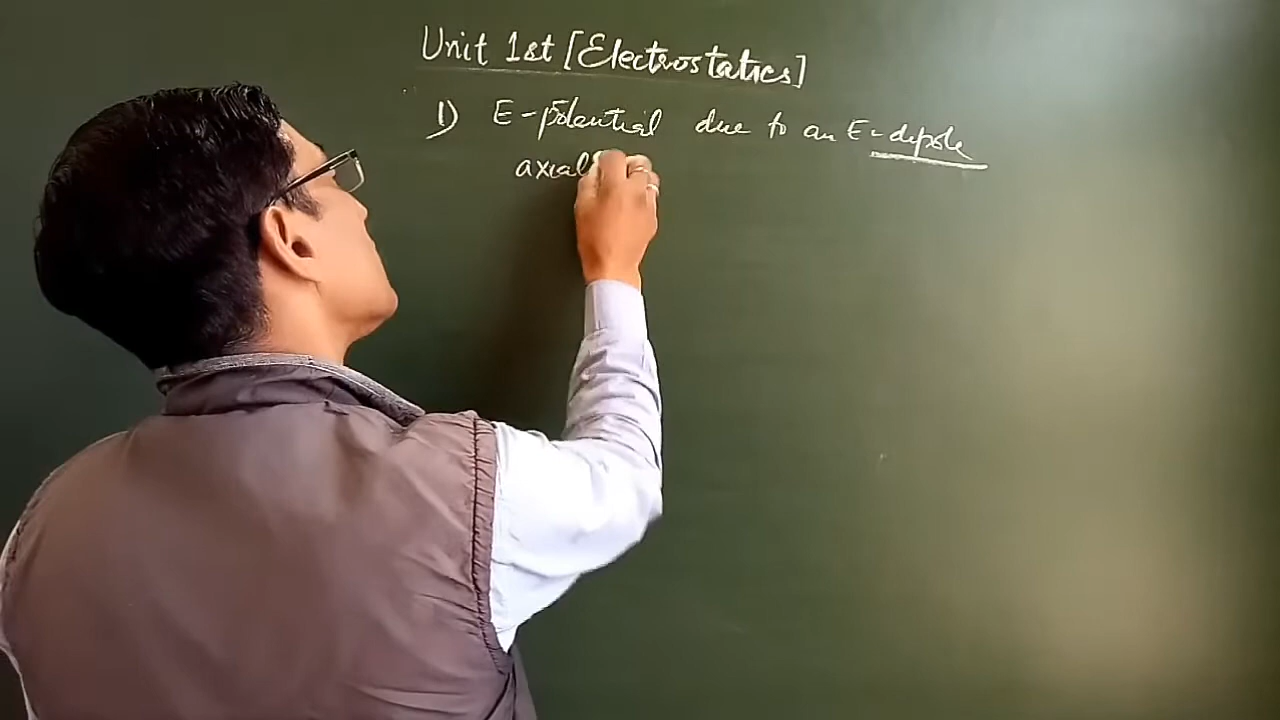 Unit 1st [Electrostatics]
1) E-potential due to an E-dipole
axial